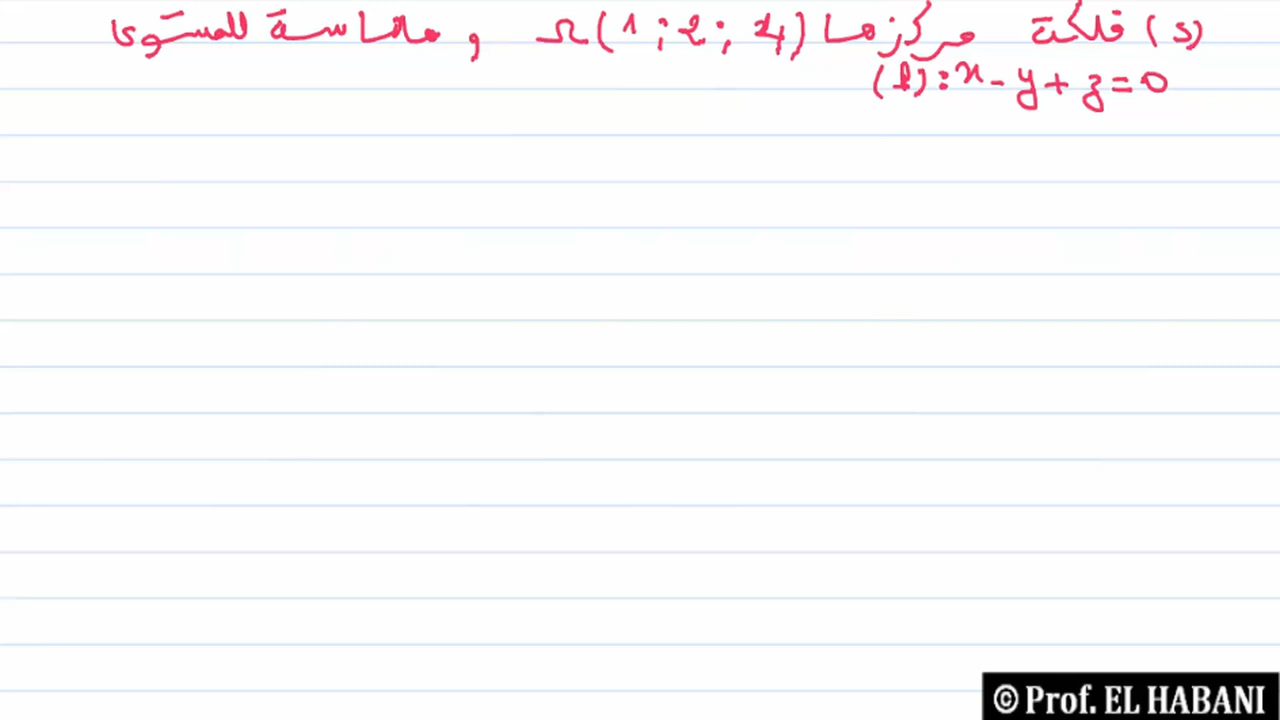 (S) فلكة مركزها Ω(1;2;4) و مماسة للمستوى
(P): x - y + z = 0
© Prof. EL HABANI